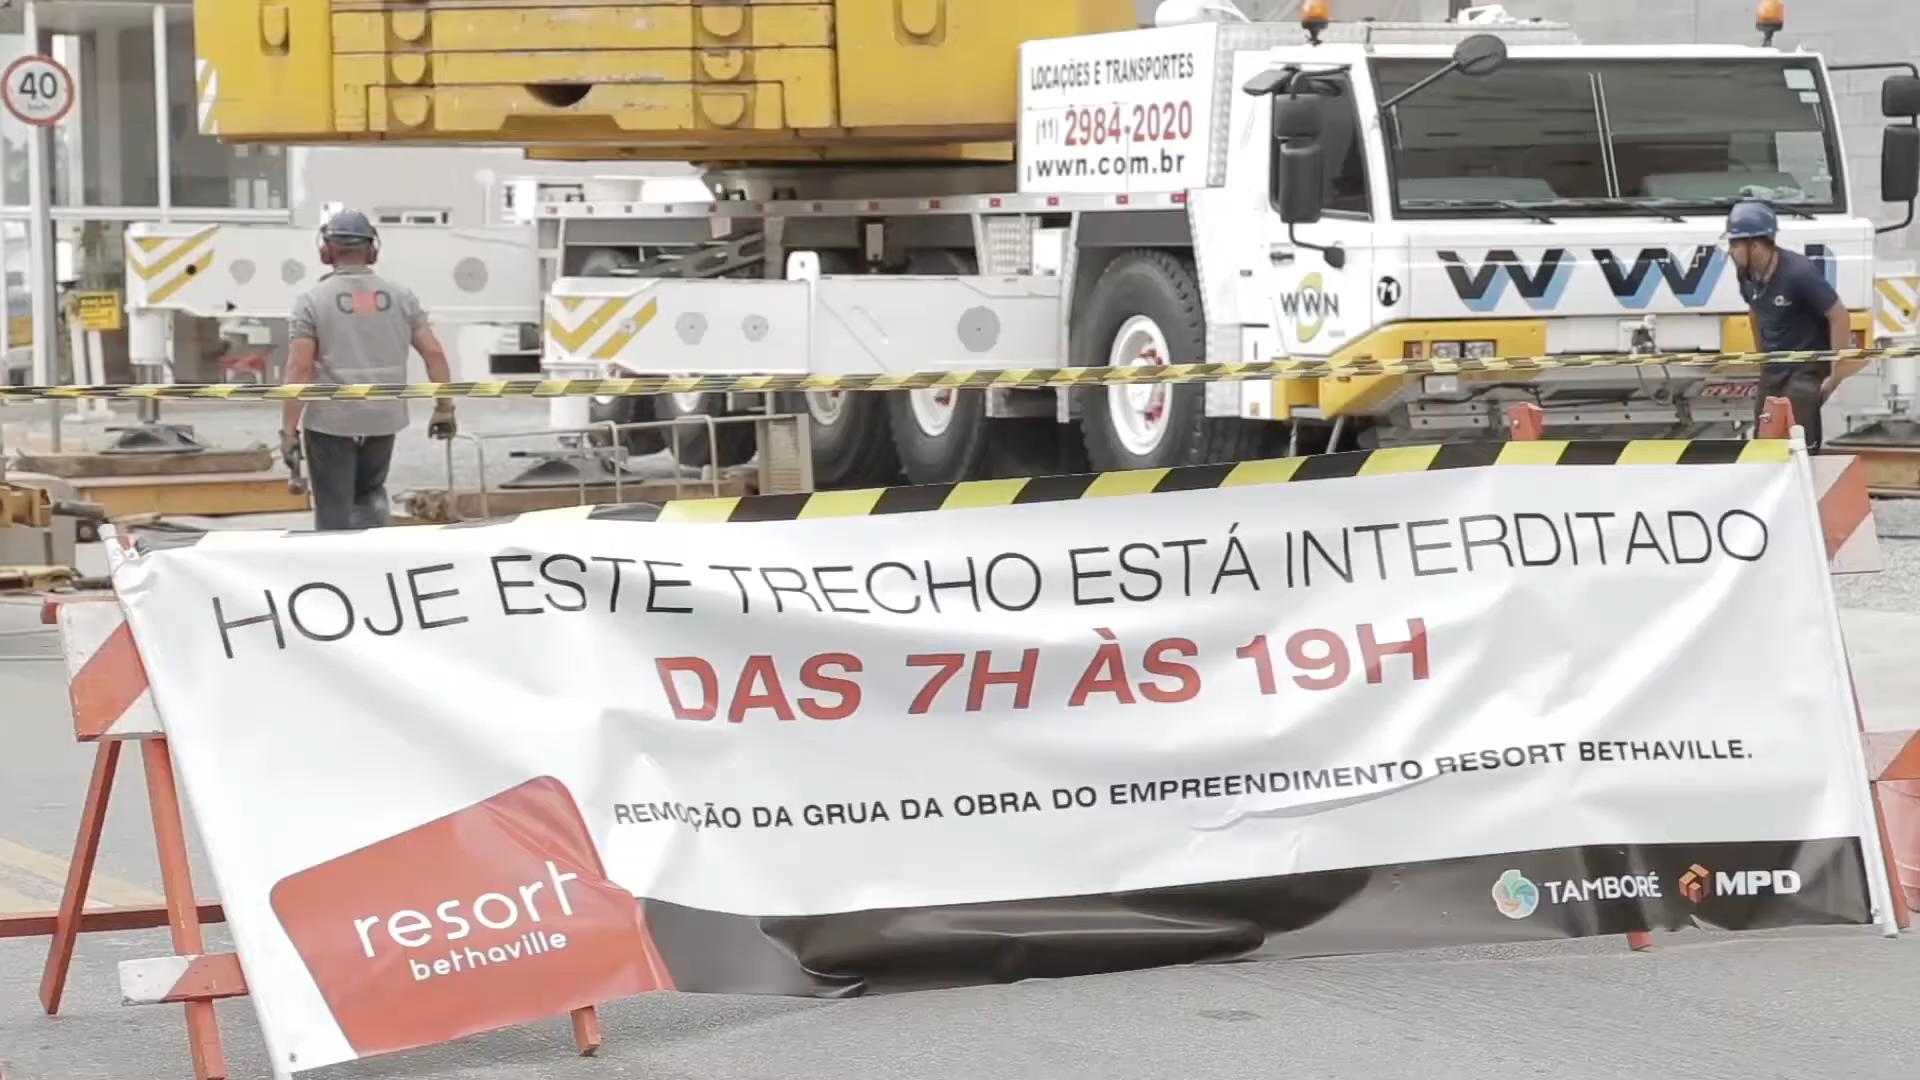 40
LOCAÇÕES E TRANSPORTES
(11) 2984-2020
www.wwn.com.br
WWN
71
HOJE ESTE TRECHO ESTÁ INTERDITADO
DAS 7H ÀS 19H
REMOÇÃO DA GRUA DA OBRA DO EMPREENDIMENTO RESORT BETHAVILLE.
resort
bethaville
TAMBORÉ
MPD